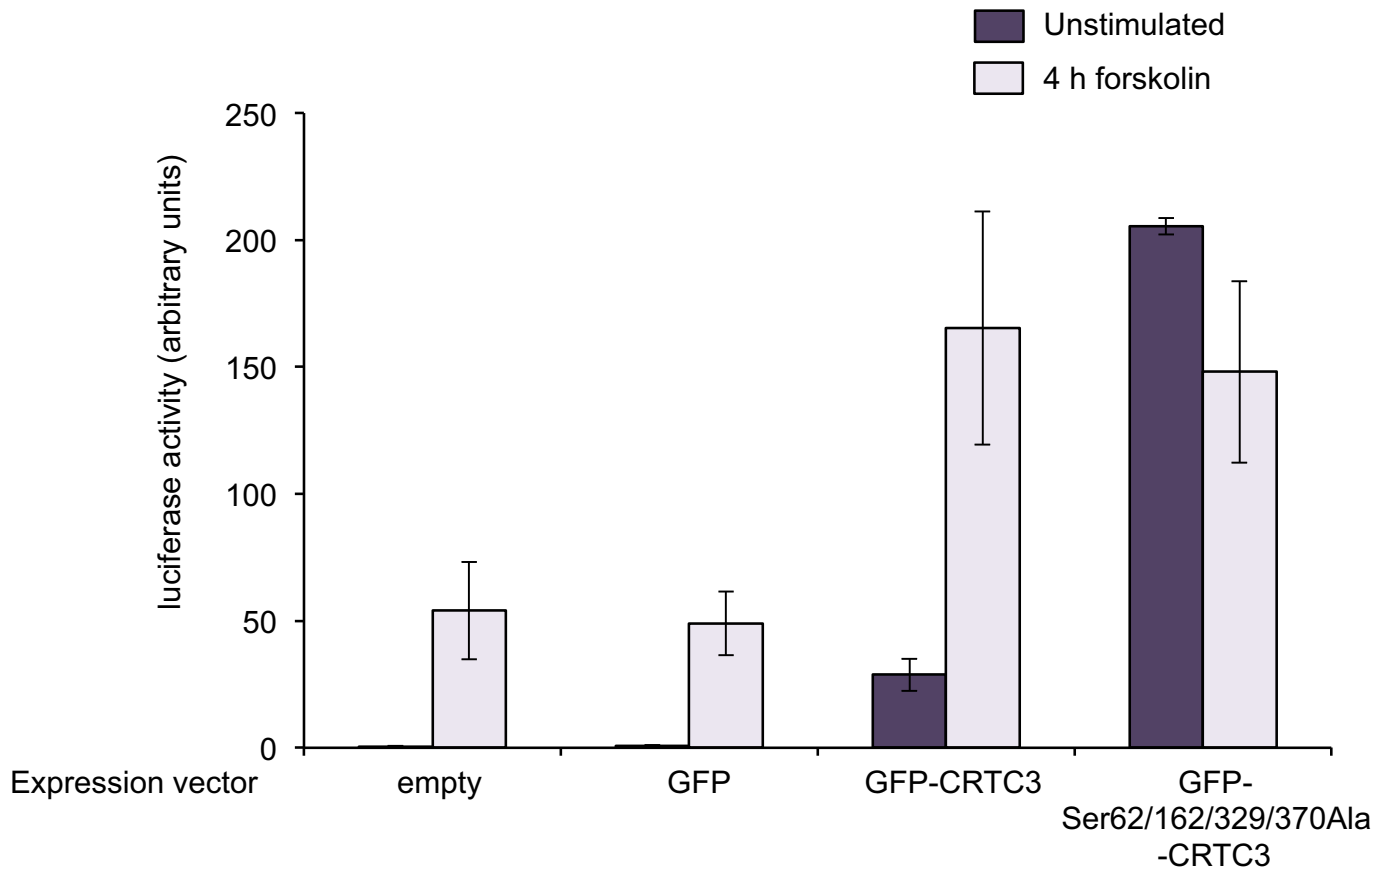 Unstimulated
4 h forskolin
luciferase activity (arbitrary units)
250
200
150
100
50
0
Expression vector empty GFP GFP-CRTC3 GFP-
Ser62/162/329/370Ala
-CRTC3